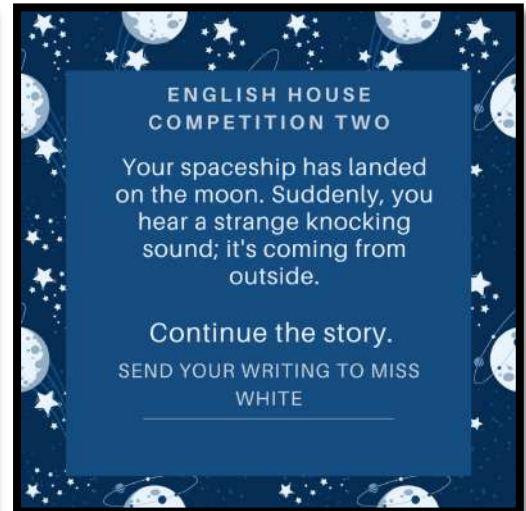 ENGLISH HOUSE
COMPETITION TWO
Your spaceship has landed
on the moon. Suddenly, you
hear a strange knocking
sound; it's coming from
outside.
Continue the story.
SEND YOUR WRITING TO MISS
WHITE